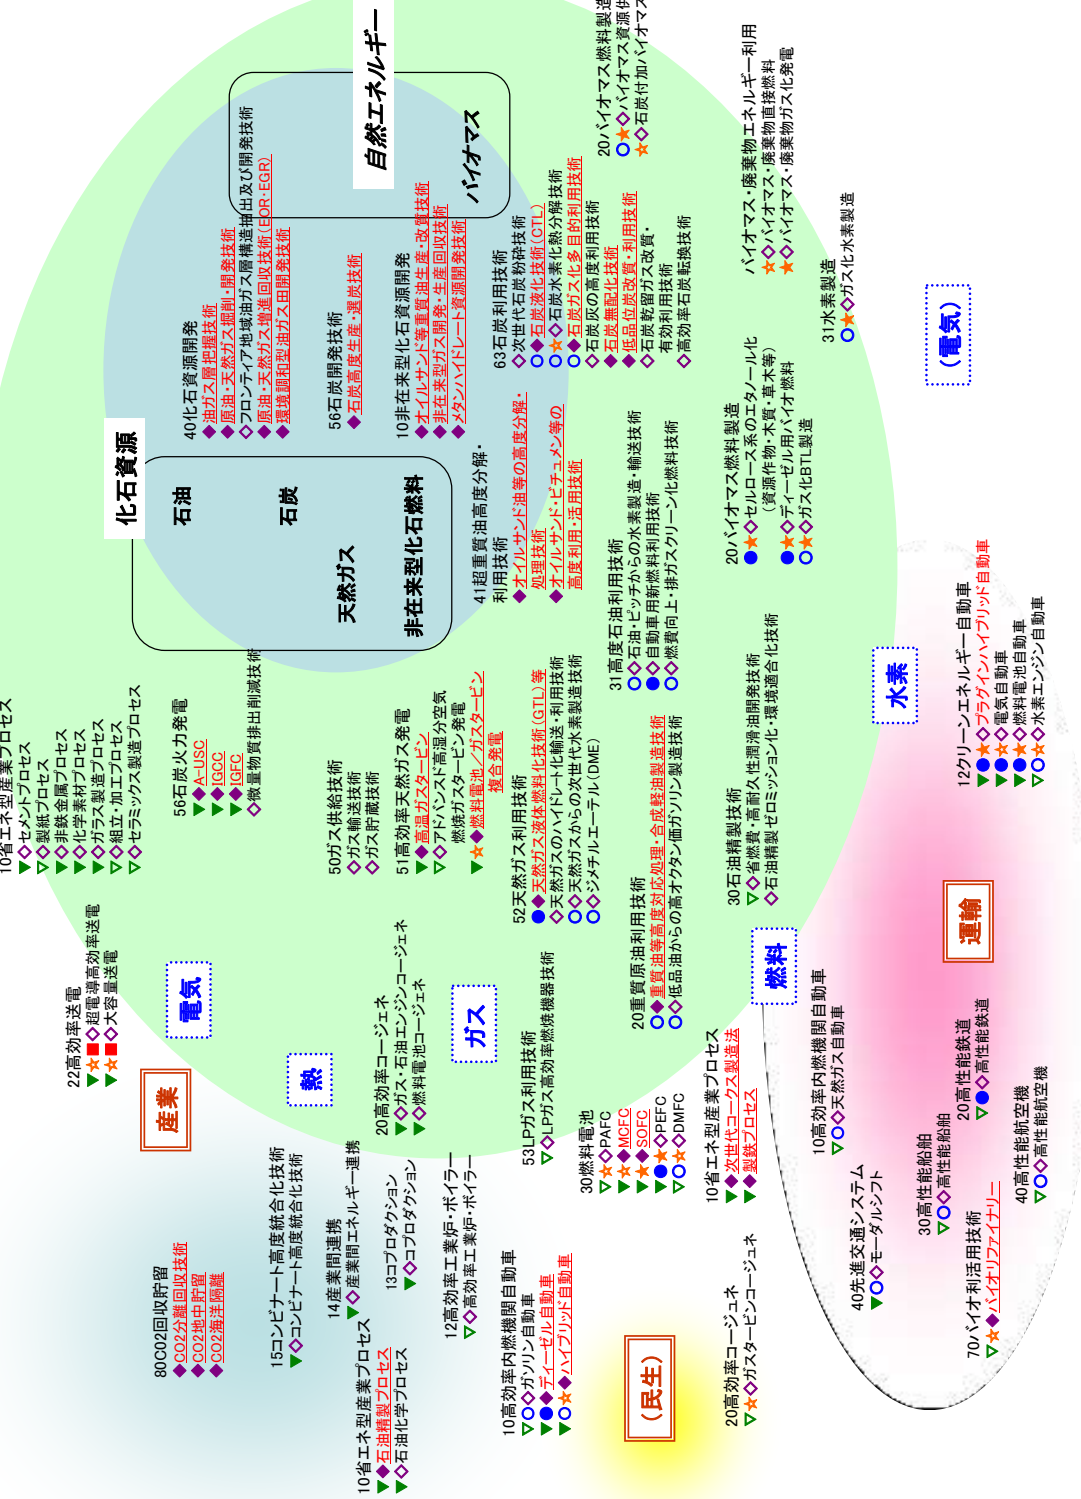 80CO2回収貯留
◆CO2分離回収技術
◆CO2地中貯留
◆CO2海洋隔離
15コンビナート高度統合化技術
▼◇コンビナート高度統合化技術
14産業間連携
▼◇産業間エネルギー連携
10省エネ型産業プロセス
▼◆石油精製プロセス
▼◇石油化学プロセス
13コプロダクション
▼◇コプロダクション
12高効率工業炉・ボイラー
▽◇高効率工業炉・ボイラー
10高効率内燃機関自動車
▽○◇ガソリン自動車
▼●◆ディーゼル自動車
▼○☆◆ハイブリッド自動車
(民生)
20高効率コージェネ
▽☆◇ガスタービンコージェネ
22高効率送電
▼☆■◇超電導高効率送電
▼☆■◇大容量送電
産業
電気
熱
20高効率コージェネ
▼◇ガス・石油エンジンコージェネ
▼◇燃料電池コージェネ
ガス
53LPガス利用技術
▽◇LPガス高効率燃焼機器技術
30燃料電池
▽☆◇PAFC
▼★◆MCFC
▼★◆SOFC
▼●★◇PEFC
▽○★◇DMFC
10省エネ型産業プロセス
▼◆次世代コークス製造法
▼◆製鉄プロセス
燃料
10高効率内燃機関自動車
▽○◇天然ガス自動車
40先進交通システム
▼○◇モーダルシフト
30高性能船舶
▽○◇高性能船舶
20高性能鉄道
▽●◇高性能鉄道
70バイオ利活用技術
▽☆◆バイオリファイナリー
40高性能航空機
▽○◇高性能航空機
運輸
10省エネ型産業プロセス
▼◇セメントプロセス
▽◇製紙プロセス
▼◇非鉄金属プロセス
▼◇化学素材プロセス
▼◇ガラス製造プロセス
▽◇組立・加工プロセス
▽◇セラミックス製造プロセス
56石炭火力発電
▼◆A-USC
▼◆IGCC
▼◆IGFC
◇微量物質排出削減技術
50ガス供給技術
◇ガス輸送技術
◇ガス貯蔵技術
51高効率天然ガス発電
▼◆高温ガスタービン
▽◇アドバンスド高湿分空気
燃焼ガスタービン発電
▼☆◆燃料電池/ガスタービン
複合発電
52天然ガス利用技術
●◆天然ガス液体燃料化技術(GTL)等
◇天然ガスのハイドレート化輸送・利用技術
○◇天然ガスからの次世代水素製造技術
○◇ジメチルエーテル(DME)
20重質原油利用技術
○◆重質油等高度対応処理・合成軽油製造技術
○◇低品油からの高オクタン価ガソリン製造技術
30石油精製技術
▽◇省燃費・高耐久性潤滑油開発技術
◇石油精製ゼロミッション化・環境適合化技術
水素
12クリーンエネルギー自動車
▼●★◇プラグインハイブリッド自動車
▼●★◇電気自動車
▼●★◇燃料電池自動車
▽○☆◇水素エンジン自動車
化石資源
石油
石炭
天然ガス
非在来型化石燃料
41超重質油高度分解・
利用技術
◆オイルサンド油等の高度分解・
処理技術
◆オイルサンド・ビチュメン等の
高度利用・活用技術
31高度石油利用技術
○◇石油・ピッチからの水素製造・輸送技術
●◇自動車用新燃料利用技術
○◇燃費向上・排ガスクリーン化燃料技術
20バイオマス燃料製造
●★◇セルロース系のエタノール化
(資源作物・木質・草木等)
●★◇ディーゼル用バイオ燃料
○★◇ガス化BTL製造
40化石資源開発
◆油ガス層把握技術
◆原油・天然ガス掘削・開発技術
◇フロンティア地域油ガス層構造抽出及び開発技術
◆原油・天然ガス増進回収技術(EOR・EGR)
◆環境調和型油ガス田開発技術
56石炭開発技術
◆石炭高度生産・選炭技術
10非在来型化石資源開発
◆オイルサンド等重質油生産・改質技術
◆非在来型ガス開発・生産回収技術
◆メタンハイドレート資源開発技術
63石炭利用技術
◇次世代石炭粉砕技術
○◆石炭液化技術(CTL)
○☆◇石炭水素化熱分解技術
○◆石炭ガス化多目的利用技術
◇石炭灰の高度利用技術
◆石炭無配化技術
◆低品位炭改質・利用技術
◇石炭乾留ガス改質・
有効利用技術
◇高効率石炭転換技術
自然エネルギー
バイオマス
20バイオマス燃料製造
○★◇バイオマス資源供
☆◇石炭付加バイオマス
バイオマス・廃棄物エネルギー利用
☆◇バイオマス・廃棄物直接燃料
★◇バイオマス・廃棄物ガス化発電
31水素製造
○★◇ガス化水素製造
(電気)